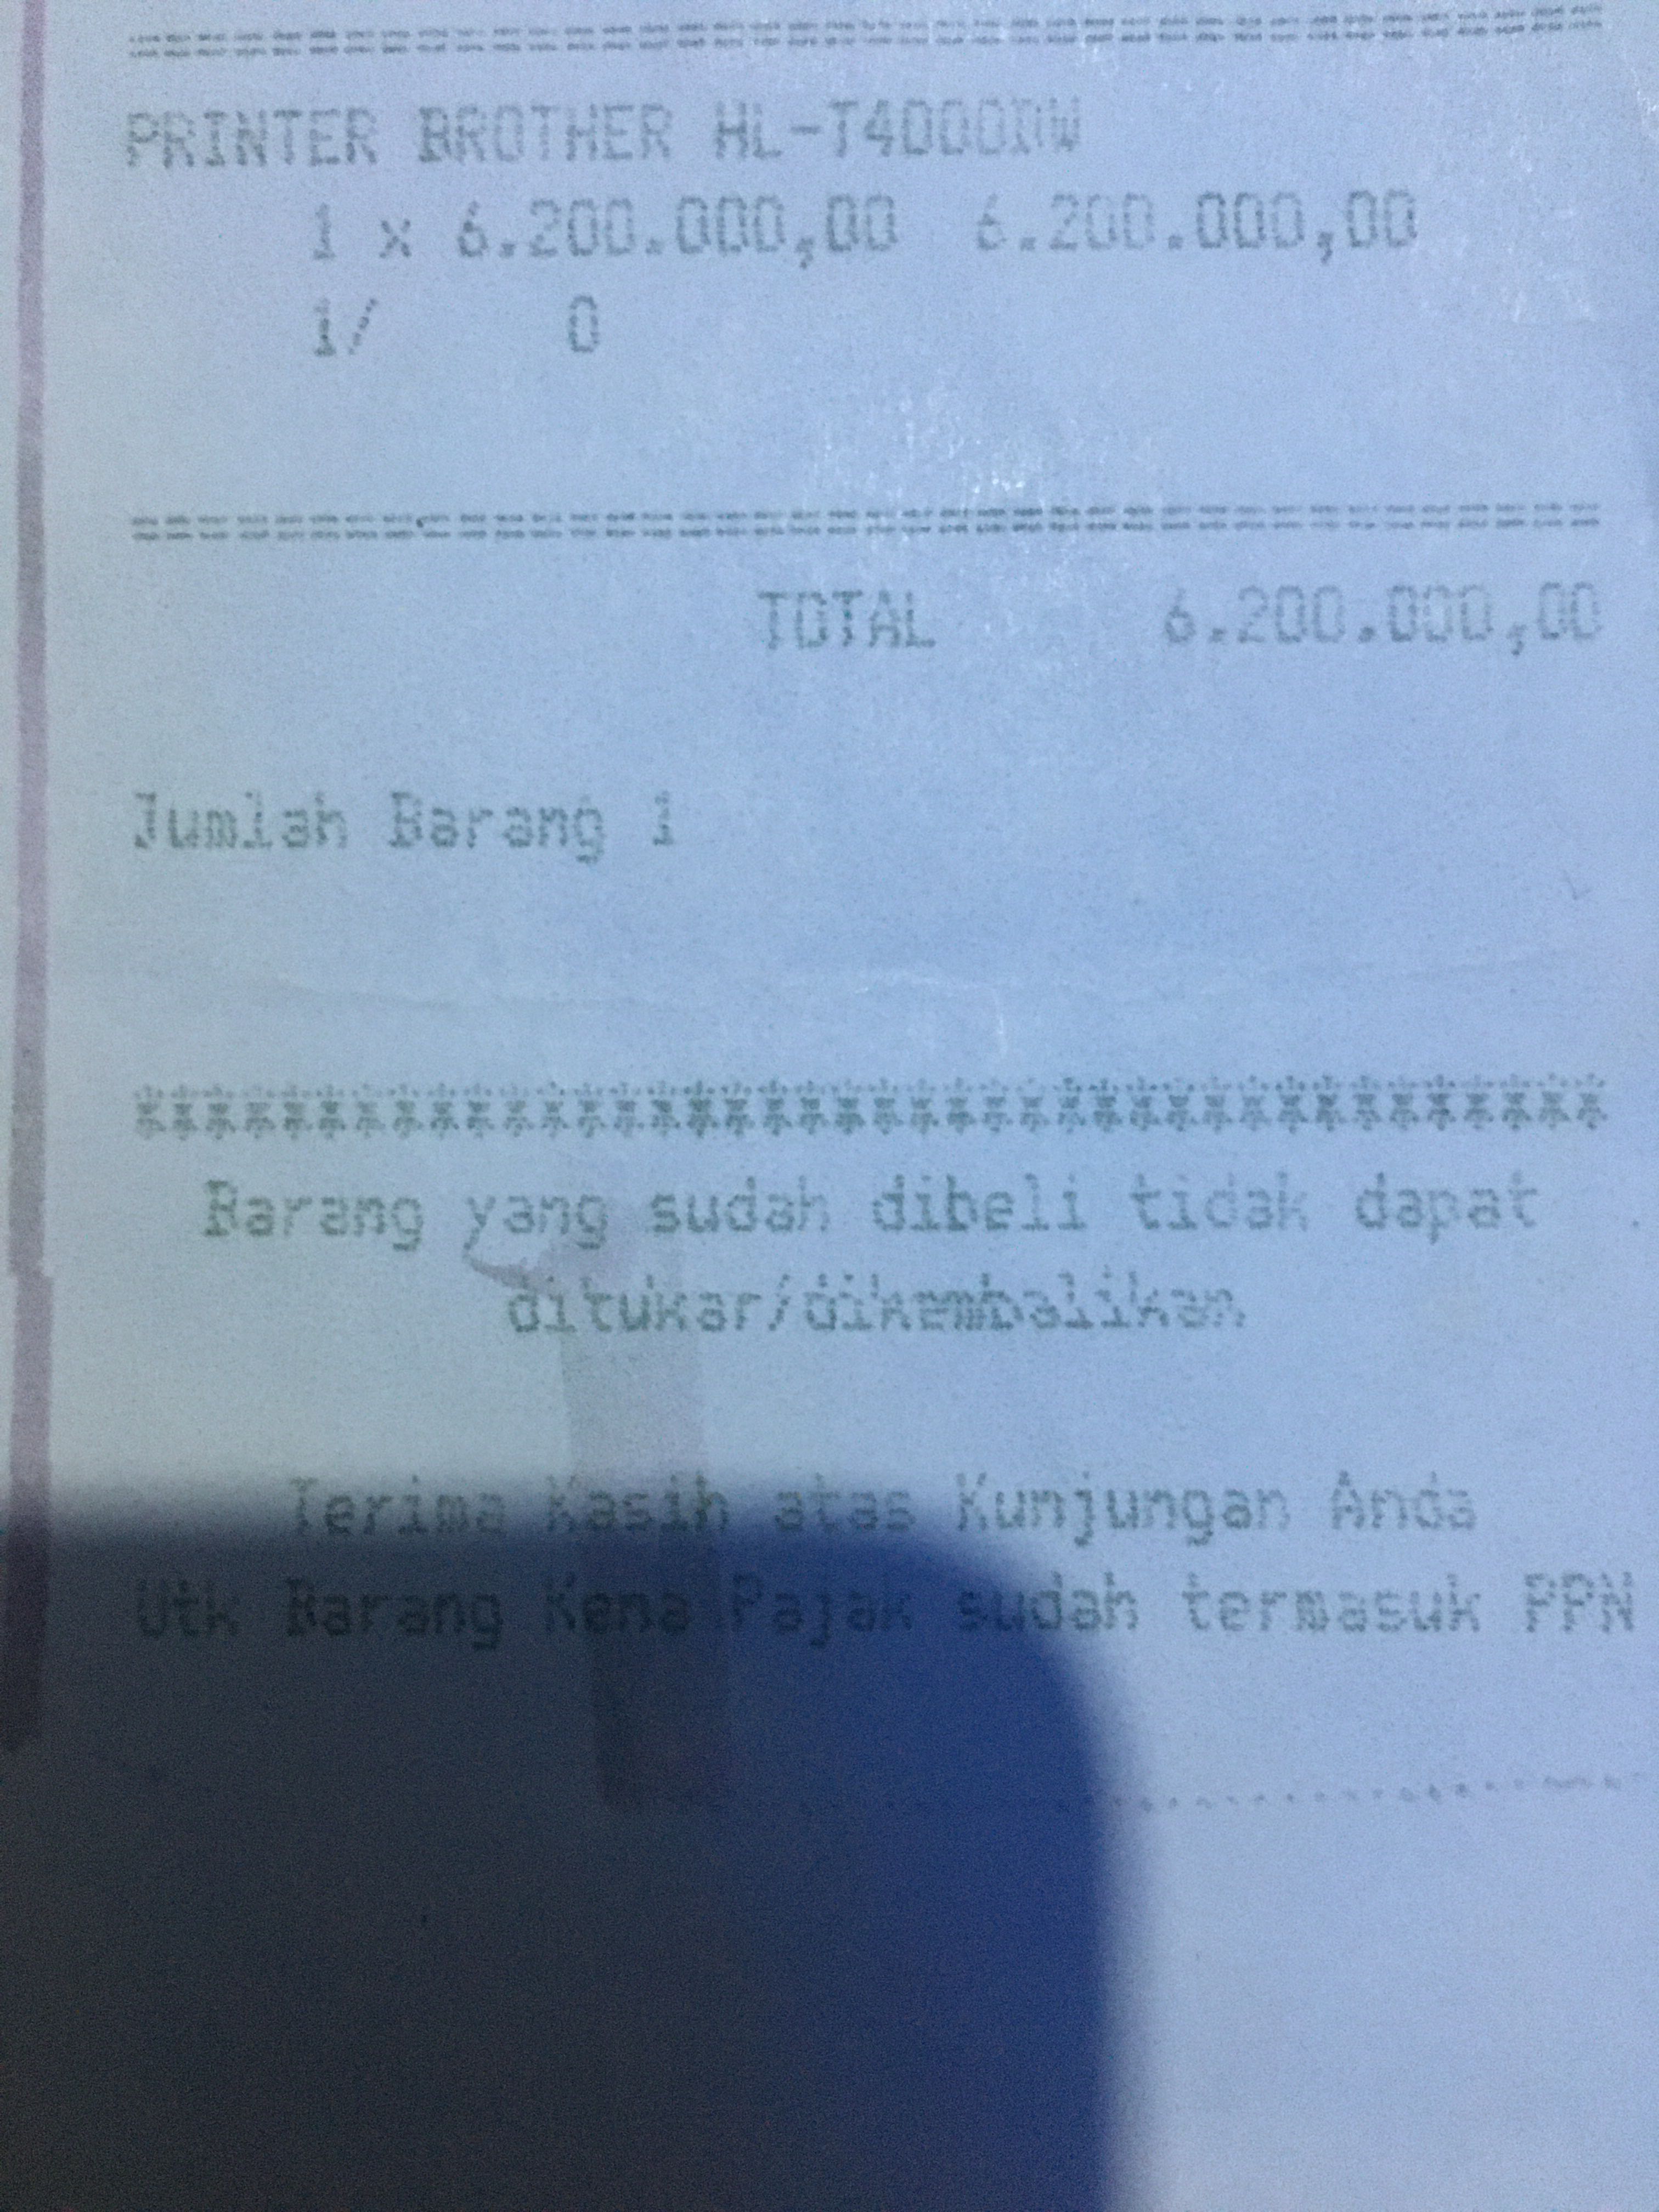 ========================================
PRINTER BROTHER HL-T4000DW
1 x 6.200.000,00 6.200.000,00
1/ 0
========================================
TOTAL 6.200.000,00
Jumlah Barang 1
****************************************
Barang yang sudah dibeli tidak dapat
ditukar/dikembalikan
Terima Kasih atas Kunjungan Anda
Utk Barang Kena Pajak sudah termasuk PPN